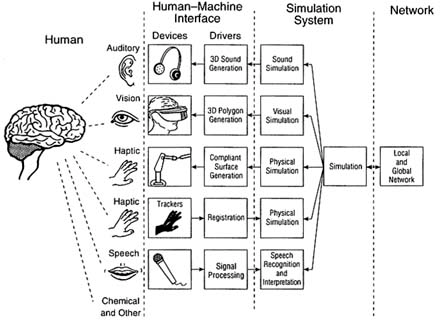 Human
Human–Machine
Interface
Devices
Drivers
Simulation
System
Network
Auditory
3D Sound
Generation
Sound
Simulation
Vision
3D Polygon
Generation
Visual
Simulation
Haptic
Compliant
Surface
Generation
Physical
Simulation
Simulation
Local
and
Global
Network
Haptic
Trackers
Registration
Physical
Simulation
Speech
Signal
Processing
Speech
Recognition
and
Interpretation
Chemical
and Other